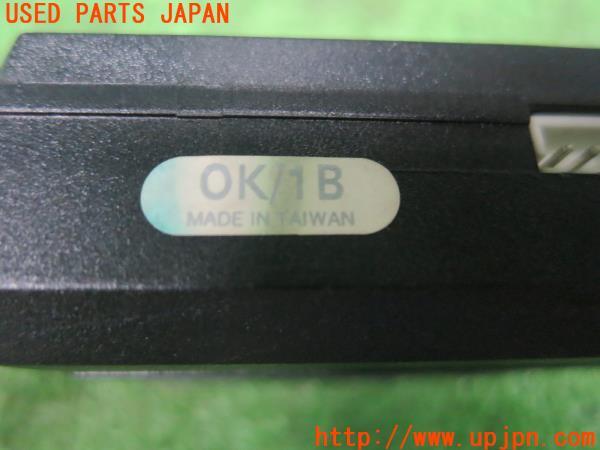 USED PARTS JAPAN
OK/1B
MADE IN TAIWAN
http://www.upjpn.com/